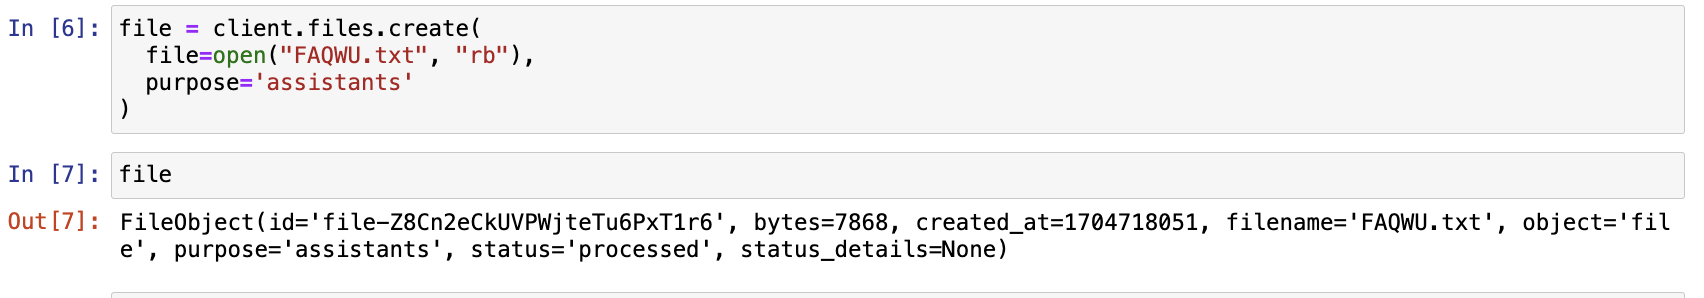 In [6]: file = client.files.create(
file=open("FAQWU.txt", "rb"),
purpose='assistants'
)
In [7]: file
Out[7]: FileObject(id='file-Z8Cn2eCkUVPWjteTu6PxT1r6', bytes=7868, created_at=1704718051, filename='FAQWU.txt', object='fil
e', purpose='assistants', status='processed', status_details=None)